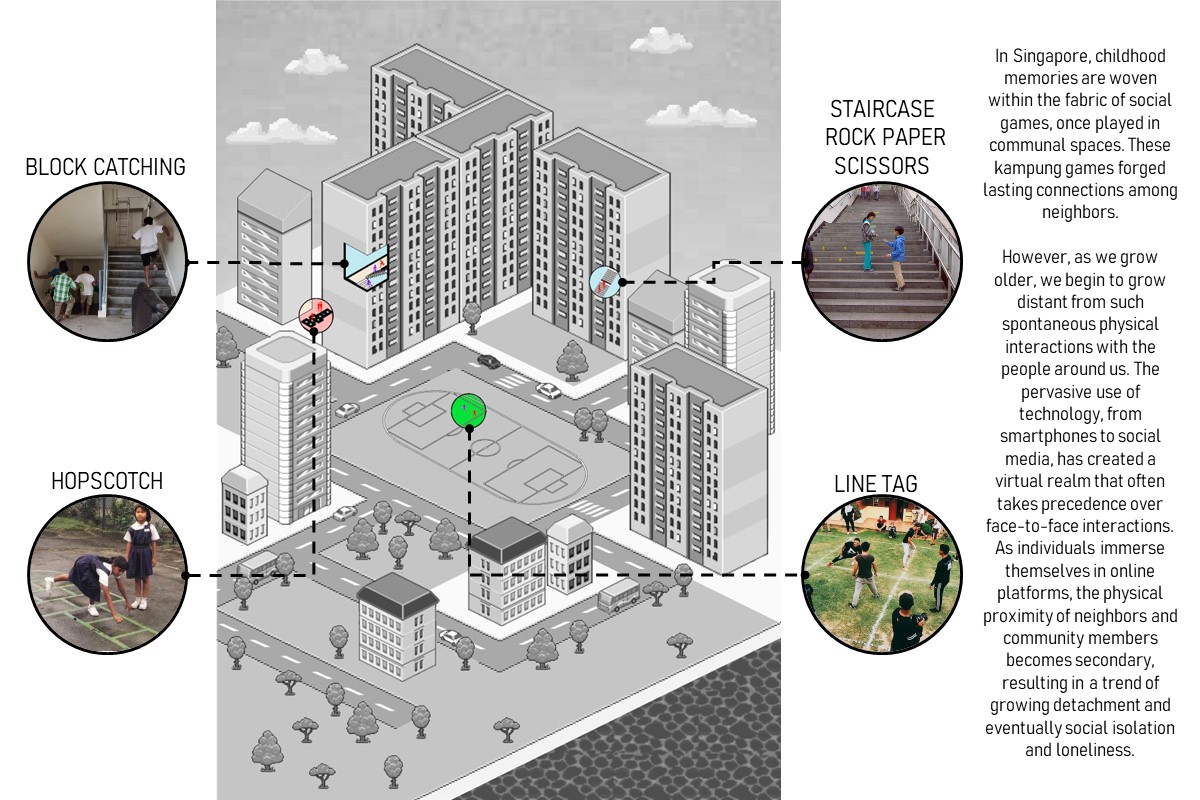 BLOCK CATCHING
HOPSCOTCH
STAIRCASE
ROCK PAPER
SCISSORS
LINE TAG
In Singapore, childhood
memories are woven
within the fabric of social
games, once played in
communal spaces. These
kampung games forged
lasting connections among
neighbors.
However, as we grow
older, we begin to grow
distant from such
spontaneous physical
interactions with the
people around us. The
pervasive use of
technology, from
smartphones to social
media, has created a
virtual realm that often
takes precedence over
face-to-face interactions.
As individuals immerse
themselves in online
platforms, the physical
proximity of neighbors and
community members
becomes secondary,
resulting in a trend of
growing detachment and
eventually social isolation
and loneliness.